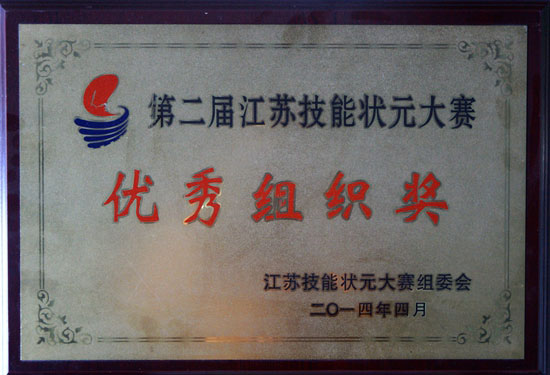 第二届江苏技能状元大赛
优秀组织奖
江苏技能状元大赛组委会
二〇一四年四月